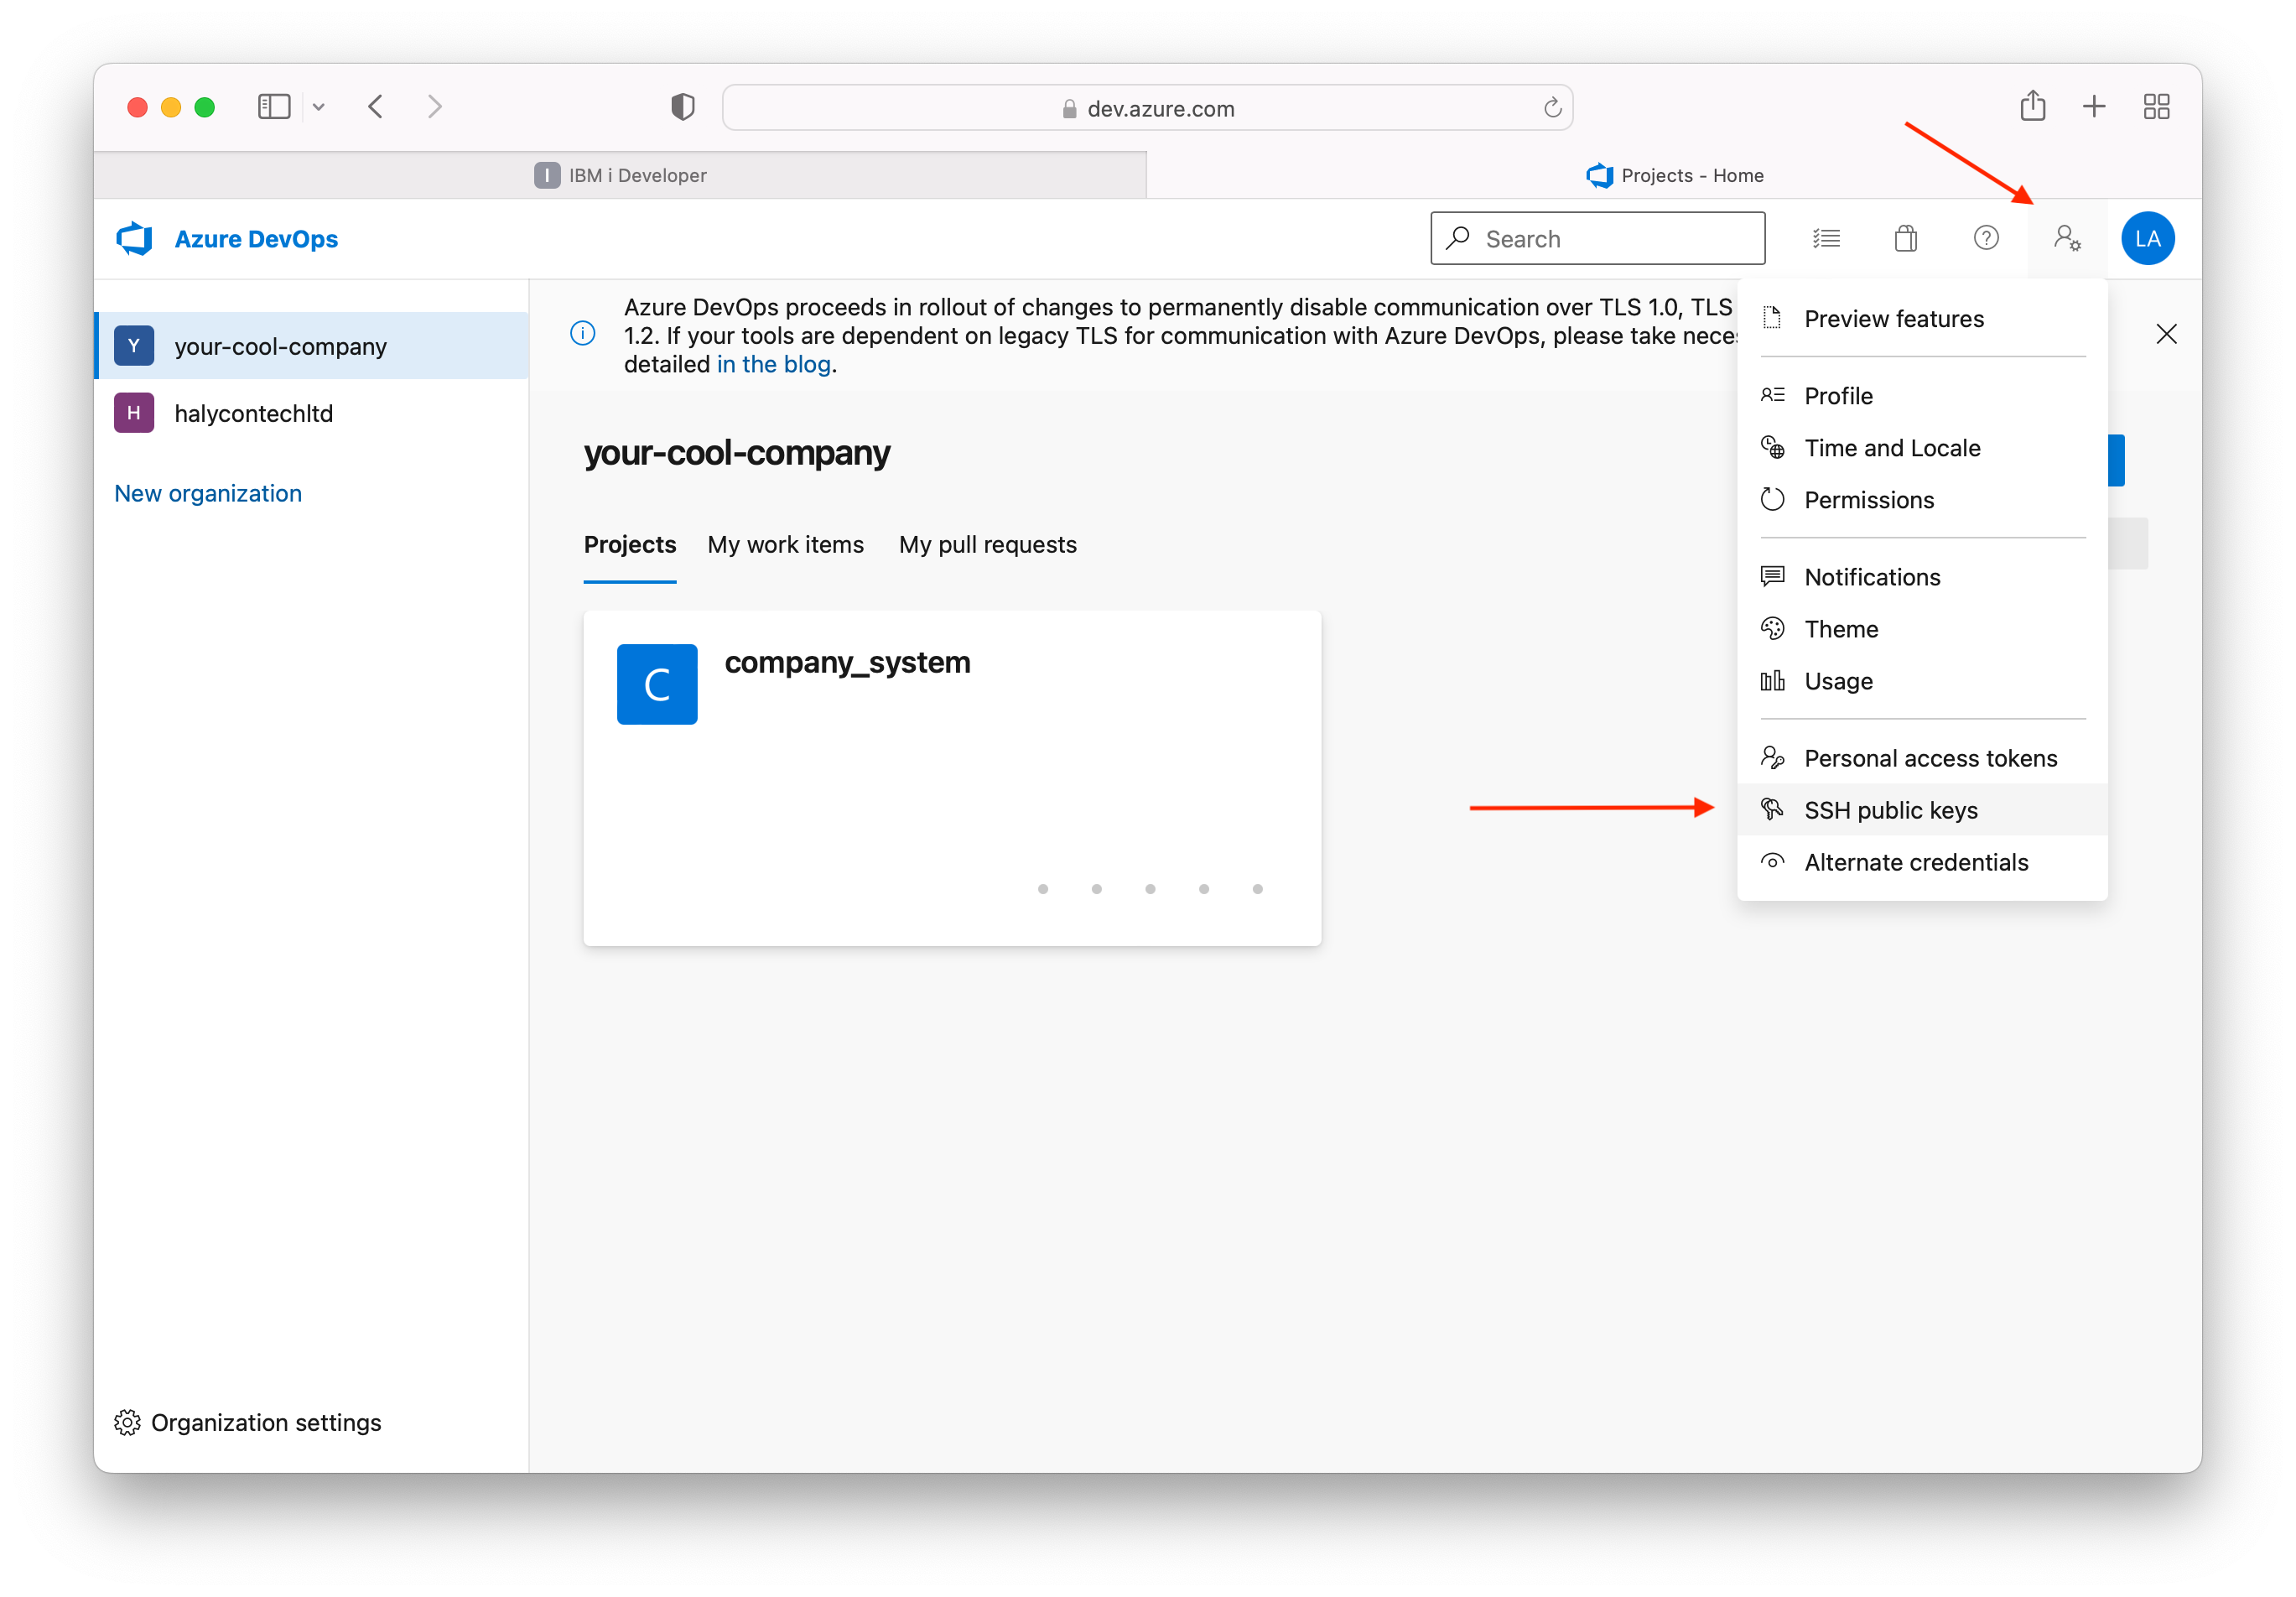 dev.azure.com
I IBM i Developer
Projects - Home
Azure DevOps
Search
LA
Y your-cool-company
H halycontechltd
New organization
Azure DevOps proceeds in rollout of changes to permanently disable communication over TLS 1.0, TLS
1.2. If your tools are dependent on legacy TLS for communication with Azure DevOps, please take
detailed in the blog.
your-cool-company
Projects
My work items
My pull requests
C company_system
Preview features
Profile
Time and Locale
Permissions
Notifications
Theme
Usage
Personal access tokens
SSH public keys
Alternate credentials
Organization settings